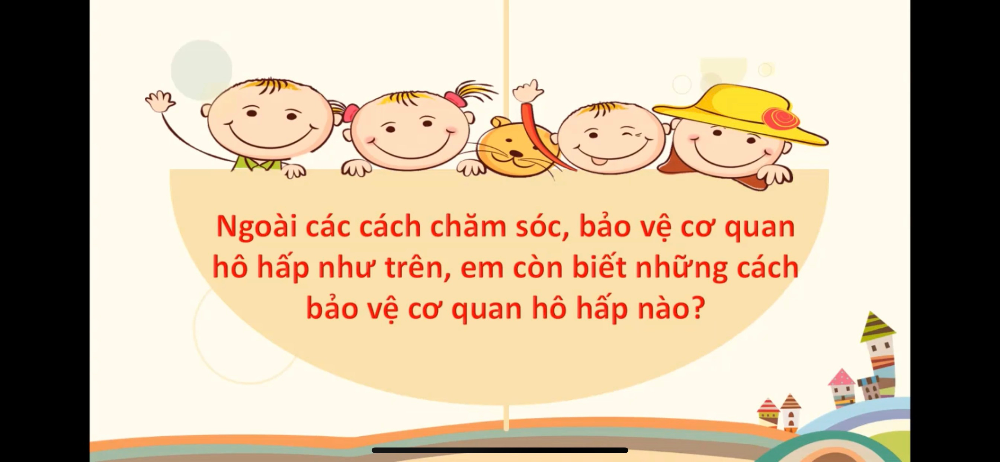 Ngoài các cách chăm sóc, bảo vệ cơ quan
hô hấp như trên, em còn biết những cách
bảo vệ cơ quan hô hấp nào?